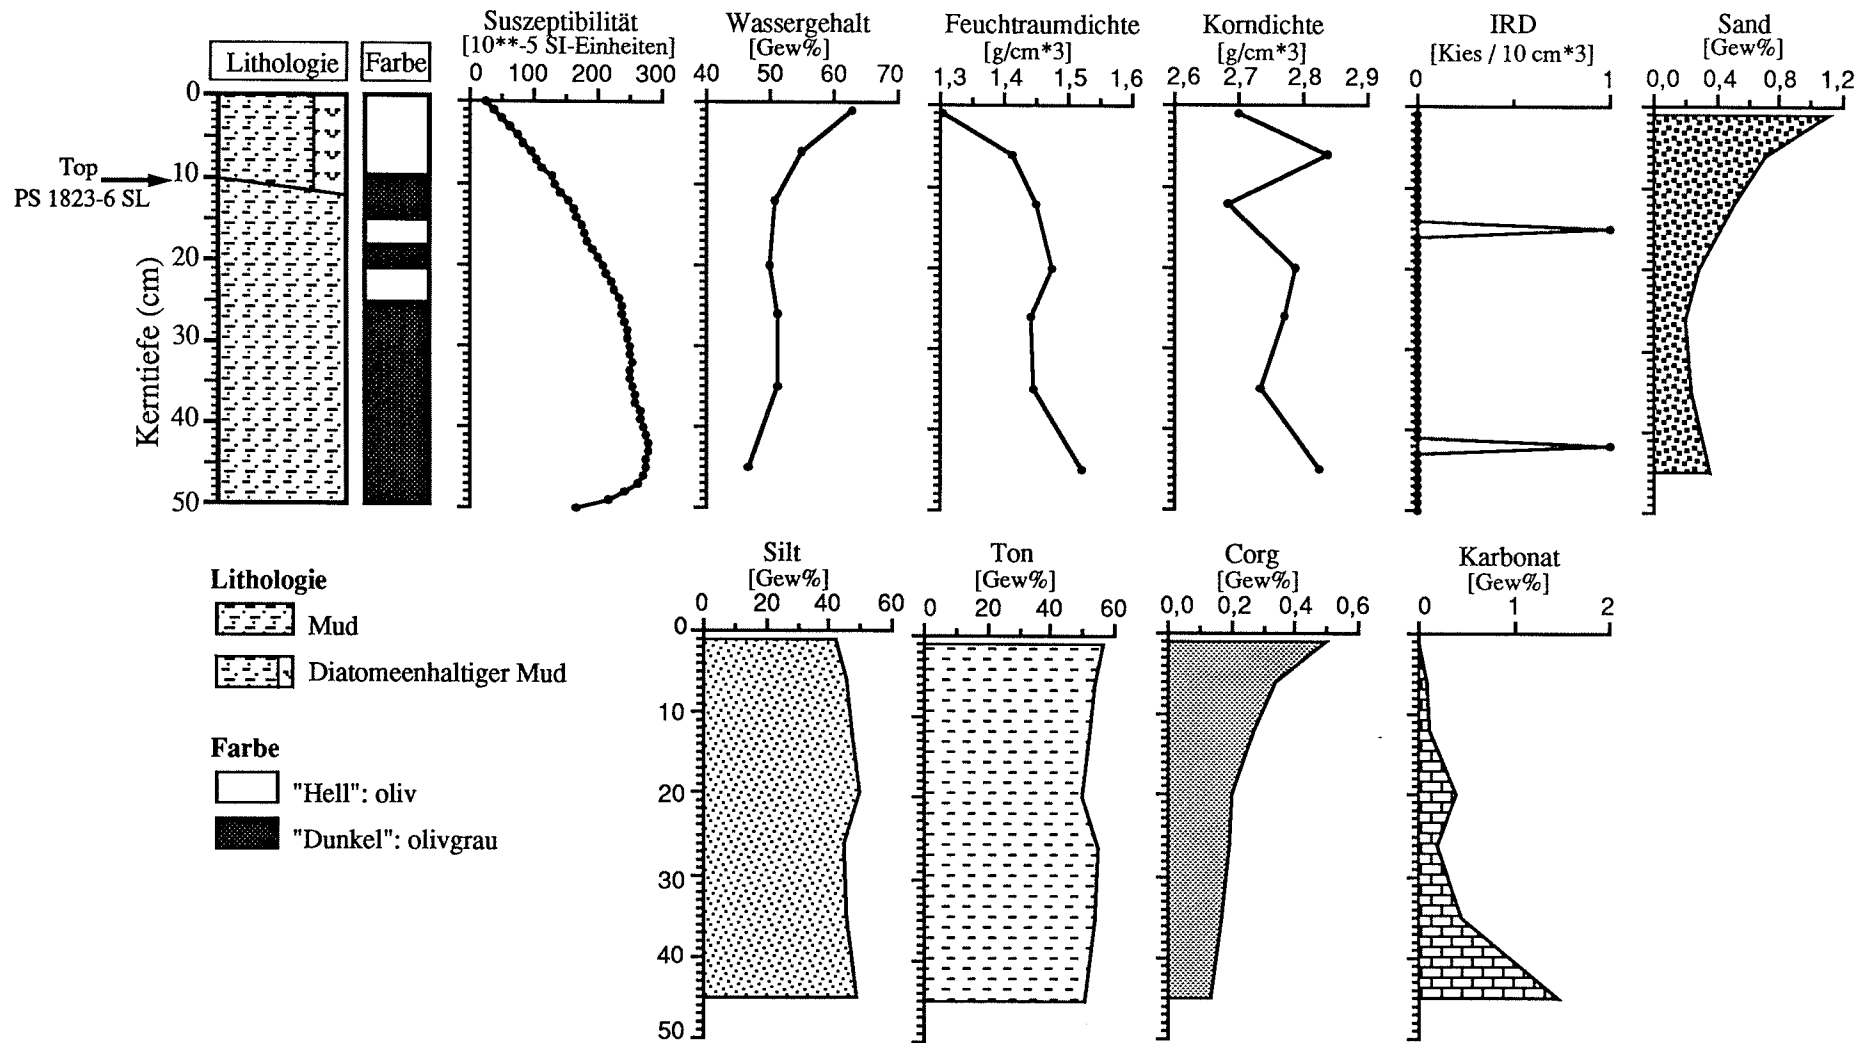 Suszeptibilität
[10**-5 SI-Einheiten]
Wassergehalt
[Gew%]
Feuchtraumdichte
[g/cm*3]
Korndichte
[g/cm*3]
IRD
[Kies / 10 cm*3]
Sand
[Gew%]
Lithologie
Farbe
0 100 200 300
40 50 60 70
1,3 1,4 1,5 1,6
2,6 2,7 2,8 2,9
0 1
0,0 0,4 0,8 1,2
Kerntiefe (cm)
0
10
20
30
40
50
Top
PS 1823-6 SL
Silt
[Gew%]
Ton
[Gew%]
Corg
[Gew%]
Karbonat
[Gew%]
0 20 40 60
0 20 40 60
0,0 0,2 0,4 0,6
0 1 2
0
10
20
30
40
50
Lithologie
Mud
Diatomeenhaltiger Mud
Farbe
"Hell": oliv
"Dunkel": olivgrau